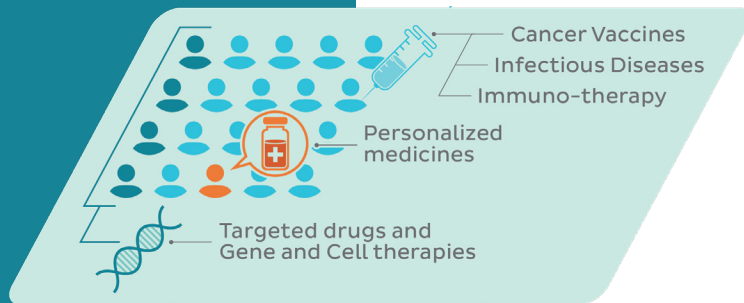 Cancer Vaccines
Infectious Diseases
Immuno-therapy
Personalized
medicines
Targeted drugs and
Gene and Cell therapies